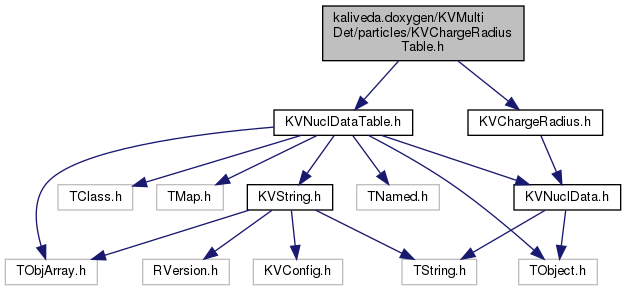 kaliveda.doxygen/KVMulti
Det/particles/KVChargeRadius
Table.h
KVNuclDataTable.h
KVChargeRadius.h
TClass.h
TMap.h
KVString.h
TNamed.h
KVNuclData.h
TObjArray.h
RVersion.h
KVConfig.h
TString.h
TObject.h